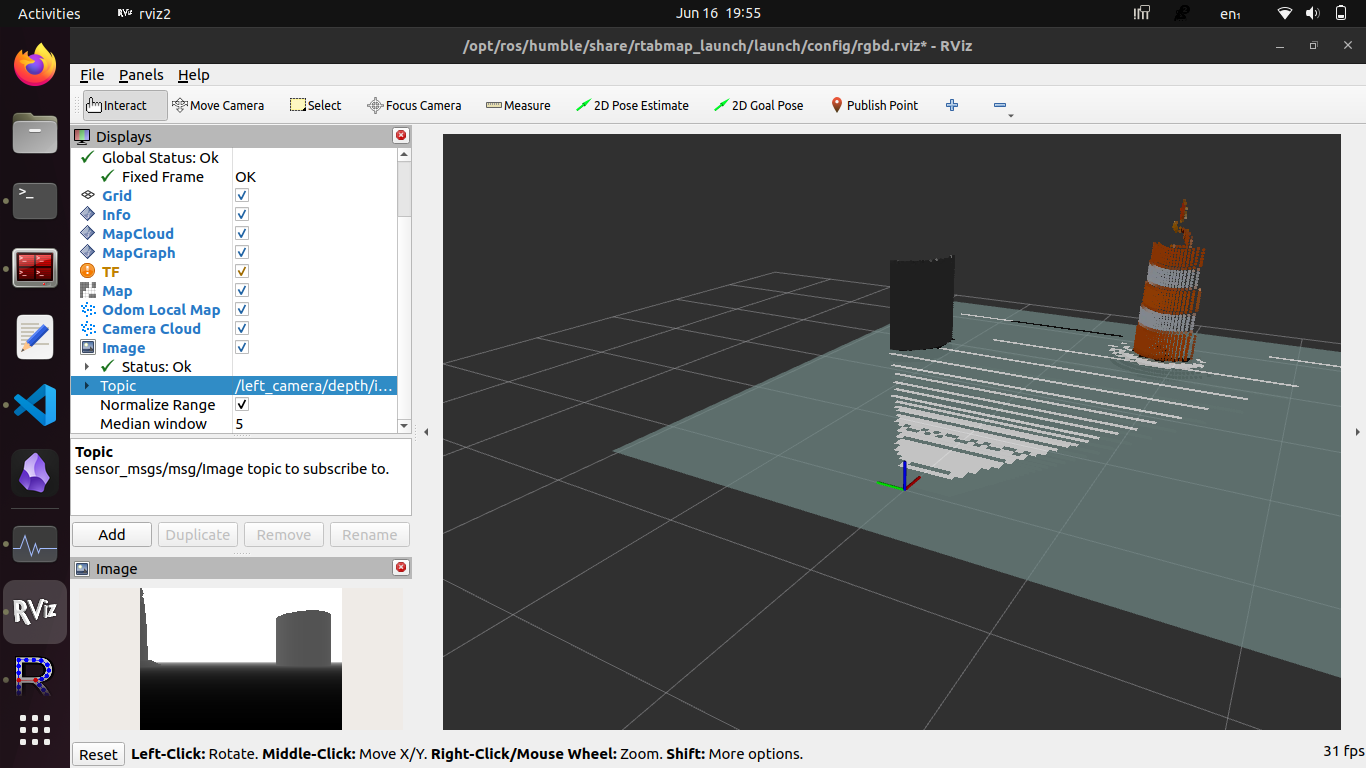 Activities
rviz2
Jun 16 19:55
en₁
/opt/ros/humble/share/rtabmap_launch/launch/config/rgbd.rviz* - RViz
File Panels Help
Interact Move Camera Select Focus Camera Measure 2D Pose Estimate 2D Goal Pose Publish Point
Displays
Global Status: Ok
Fixed Frame OK
Grid
Info
MapCloud
MapGraph
TF
Map
Odom Local Map
Camera Cloud
Image
Status: Ok
Topic /left_camera/depth/i...
Normalize Range
Median window 5
Topic
sensor_msgs/msg/Image topic to subscribe to.
Add Duplicate Remove Rename
Image
RViz
R
Reset Left-Click: Rotate. Middle-Click: Move X/Y. Right-Click/Mouse Wheel: Zoom. Shift: More options.
31 fps